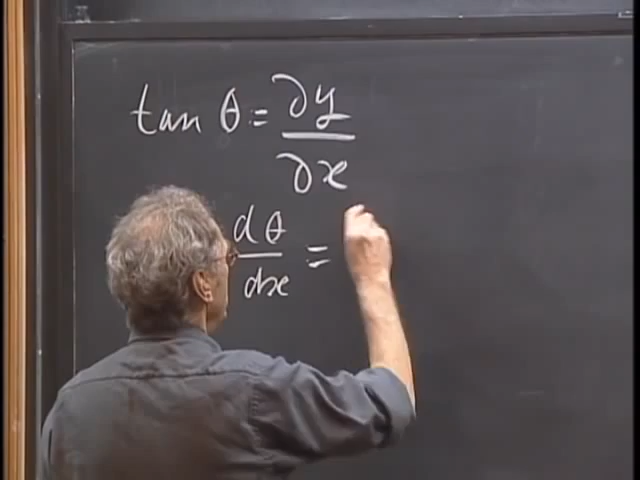 tan θ = ∂y/∂x
dθ/dx =